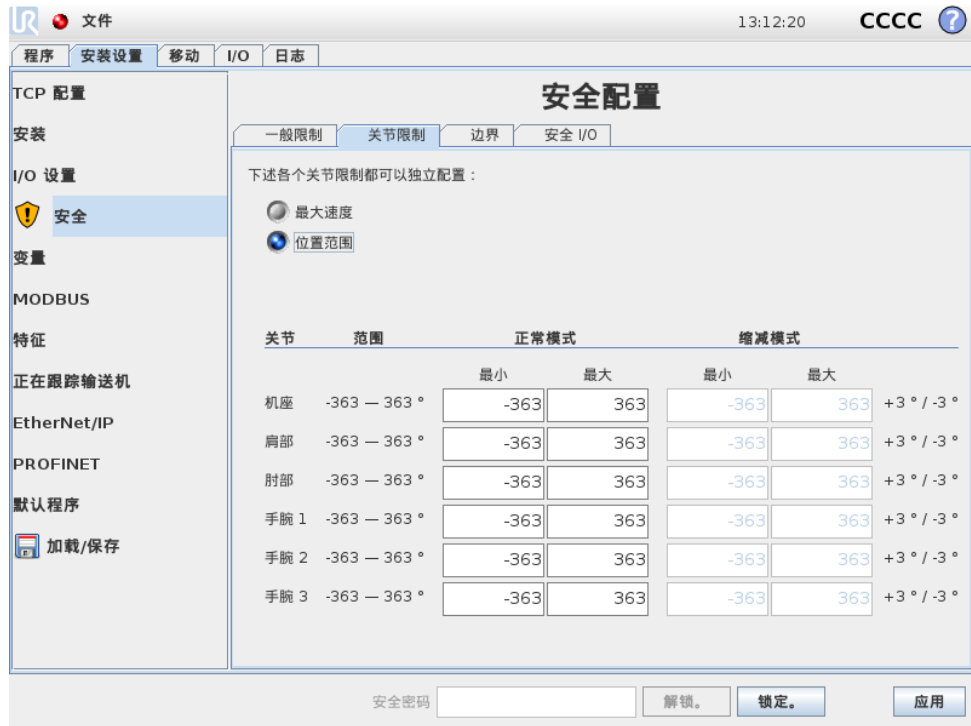 UR 文件 13:12:20 CCCC ?
程序 安装设置 移动 I/O 日志
TCP 配置
安装
I/O 设置
安全
变量
MODBUS
特征
正在跟踪输送机
EtherNet/IP
PROFINET
默认程序
加载/保存
安全配置
一般限制 关节限制 边界 安全 I/O
下述各个关节限制都可以独立配置：
最大速度
位置范围
关节 范围 正常模式 缩减模式
最小 最大 最小 最大
机座 -363 — 363 ° -363 363 -363 363 +3 ° / -3 °
肩部 -363 — 363 ° -363 363 -363 363 +3 ° / -3 °
肘部 -363 — 363 ° -363 363 -363 363 +3 ° / -3 °
手腕 1 -363 — 363 ° -363 363 -363 363 +3 ° / -3 °
手腕 2 -363 — 363 ° -363 363 -363 363 +3 ° / -3 °
手腕 3 -363 — 363 ° -363 363 -363 363 +3 ° / -3 °
安全密码 解锁。 锁定。 应用